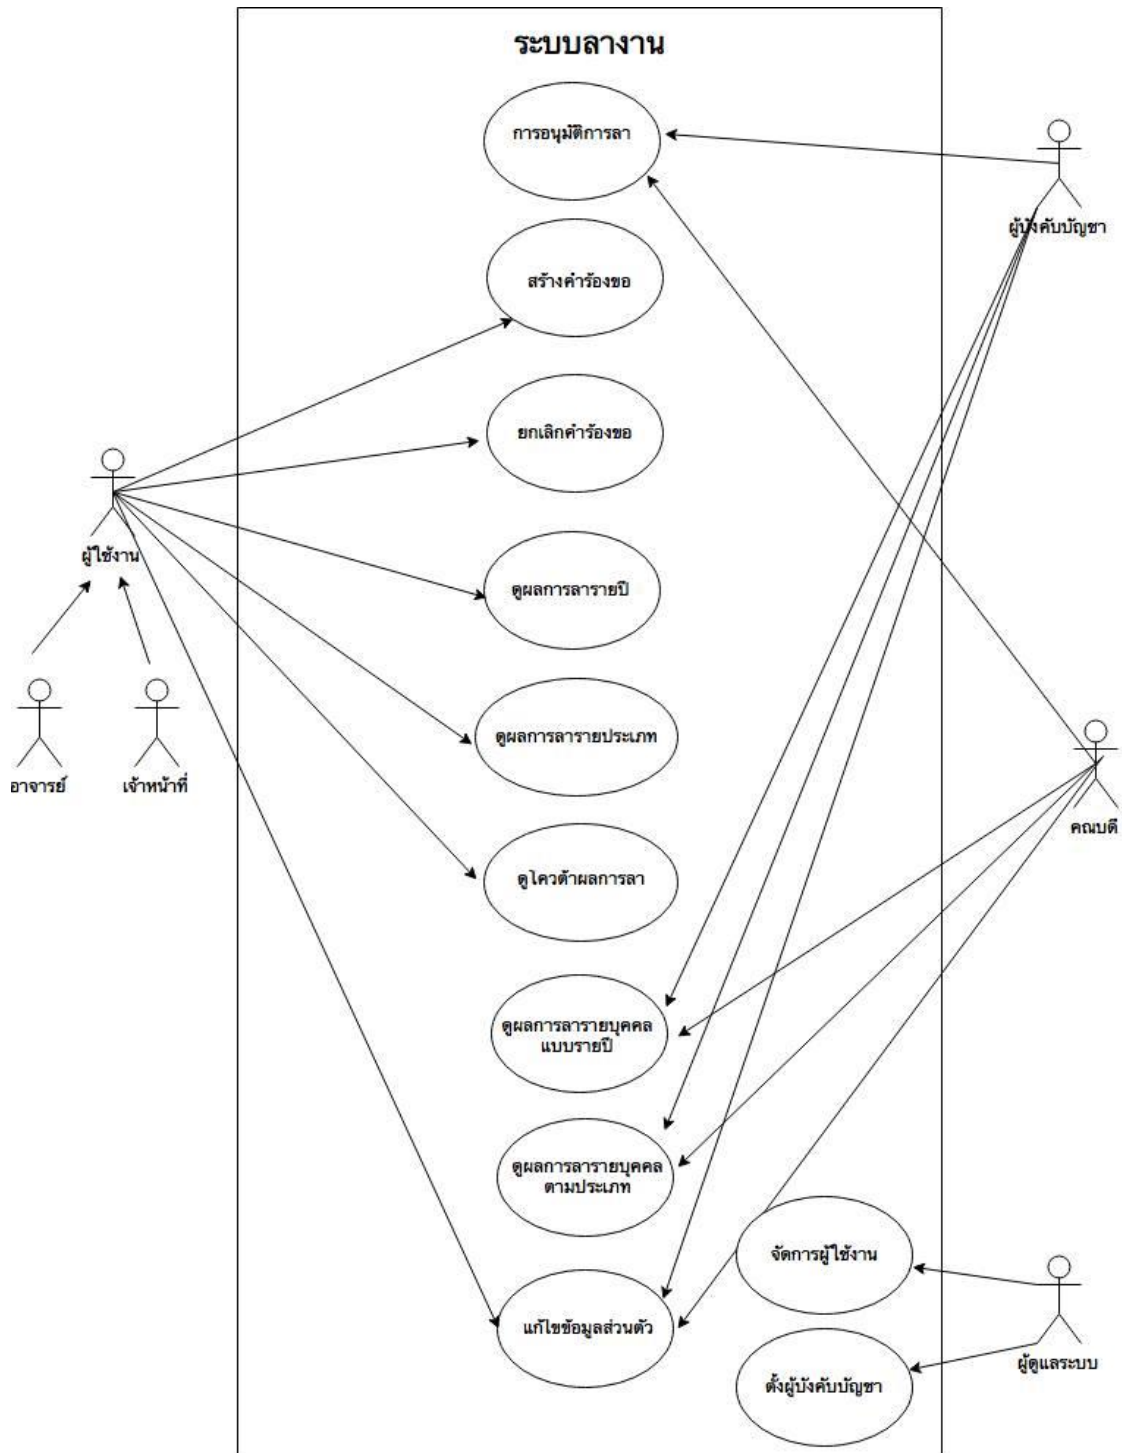 ระบบลางาน
การอนุมัติการลา
ผู้บังคับบัญชา
สร้างคำร้องขอ
ยกเลิกคำร้องขอ
ผู้ใช้งาน
ดูผลการลารายปี
ดูผลการลารายประเภท
อาจารย์
เจ้าหน้าที่
คณบดี
ดูโควต้าผลการลา
ดูผลการลารายบุคคล
แบบรายปี
ดูผลการลารายบุคคล
ตามประเภท
จัดการผู้ใช้งาน
แก้ไขข้อมูลส่วนตัว
ผู้ดูแลระบบ
ตั้งผู้บังคับบัญชา